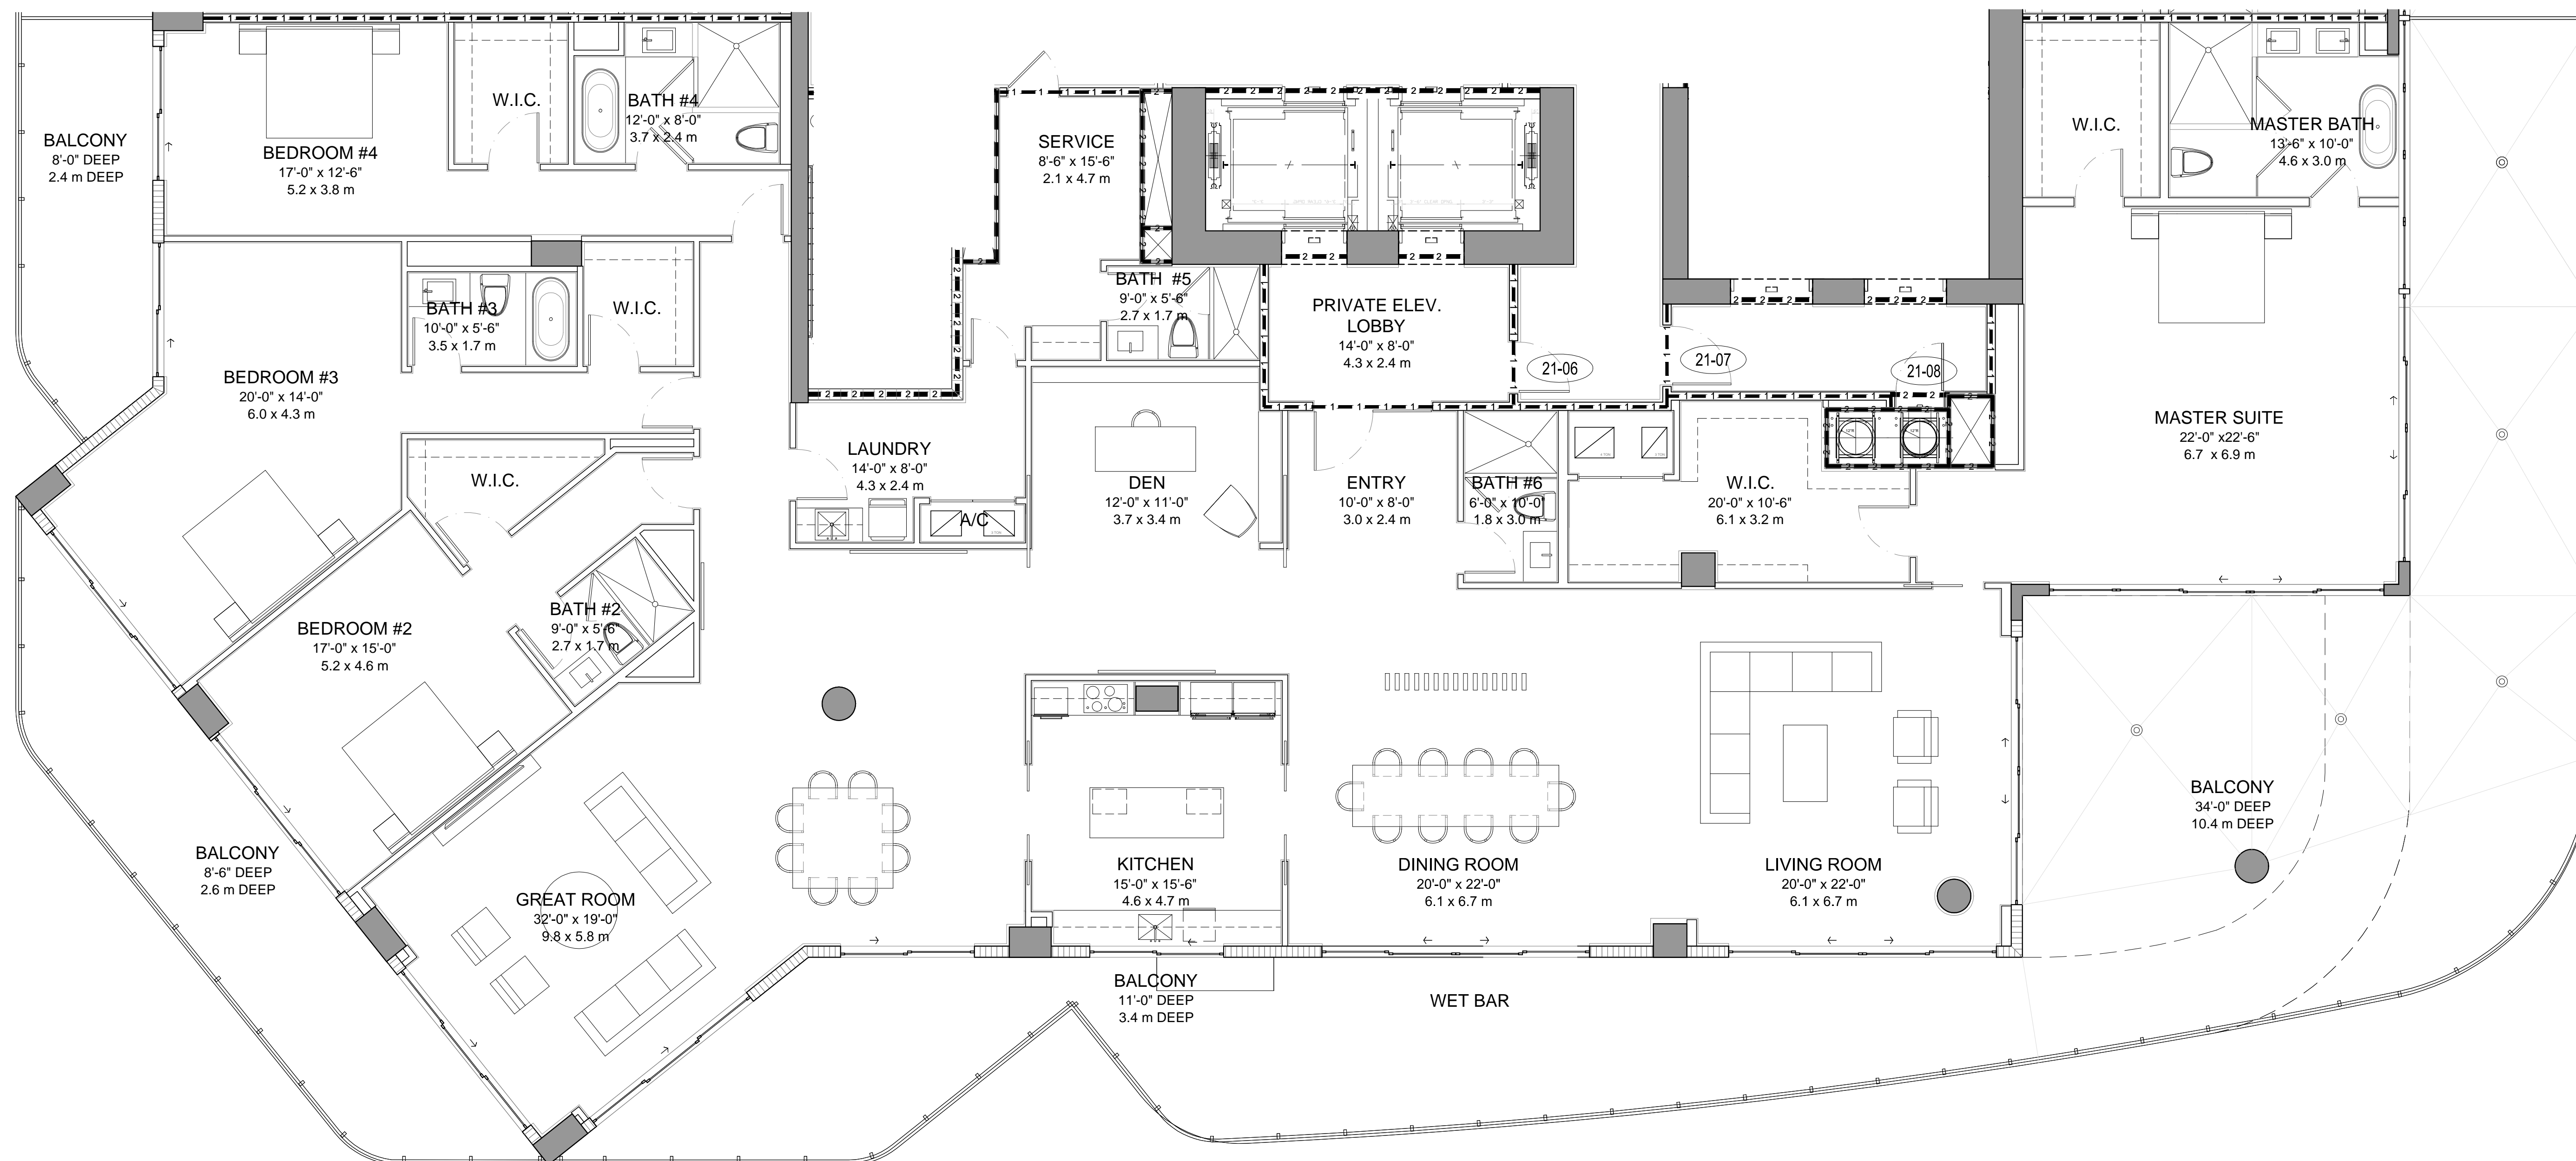 BALCONY
8'-0" DEEP
2.4 m DEEP
BEDROOM #4
17'-0" x 12'-6"
5.2 x 3.8 m
W.I.C.
BATH #4
12'-0" x 8'-0"
3.7 x 2.4 m
SERVICE
8'-6" x 15'-6"
2.1 x 4.7 m
W.I.C.
MASTER BATH
13'-6" x 10'-0"
4.6 x 3.0 m
BEDROOM #3
20'-0" x 14'-0"
6.0 x 4.3 m
BATH #3
10'-0" x 5'-6"
3.5 x 1.7 m
W.I.C.
BATH #5
9'-0" x 5'-6"
2.7 x 1.7 m
PRIVATE ELEV.
LOBBY
14'-0" x 8'-0"
4.3 x 2.4 m
21-06
21-07
21-08
MASTER SUITE
22'-0" x22'-6"
6.7 x 6.9 m
W.I.C.
LAUNDRY
14'-0" x 8'-0"
4.3 x 2.4 m
A/C
DEN
12'-0" x 11'-0"
3.7 x 3.4 m
ENTRY
10'-0" x 8'-0"
3.0 x 2.4 m
BATH #6
6'-0" x 10'-0"
1.8 x 3.0 m
W.I.C.
20'-0" x 10'-6"
6.1 x 3.2 m
BEDROOM #2
17'-0" x 15'-0"
5.2 x 4.6 m
BATH #2
9'-0" x 5'-6"
2.7 x 1.7 m
BALCONY
8'-6" DEEP
2.6 m DEEP
GREAT ROOM
32'-0" x 19'-0"
9.8 x 5.8 m
KITCHEN
15'-0" x 15'-6"
4.6 x 4.7 m
DINING ROOM
20'-0" x 22'-0"
6.1 x 6.7 m
LIVING ROOM
20'-0" x 22'-0"
6.1 x 6.7 m
BALCONY
34'-0" DEEP
10.4 m DEEP
BALCONY
11'-0" DEEP
3.4 m DEEP
WET BAR